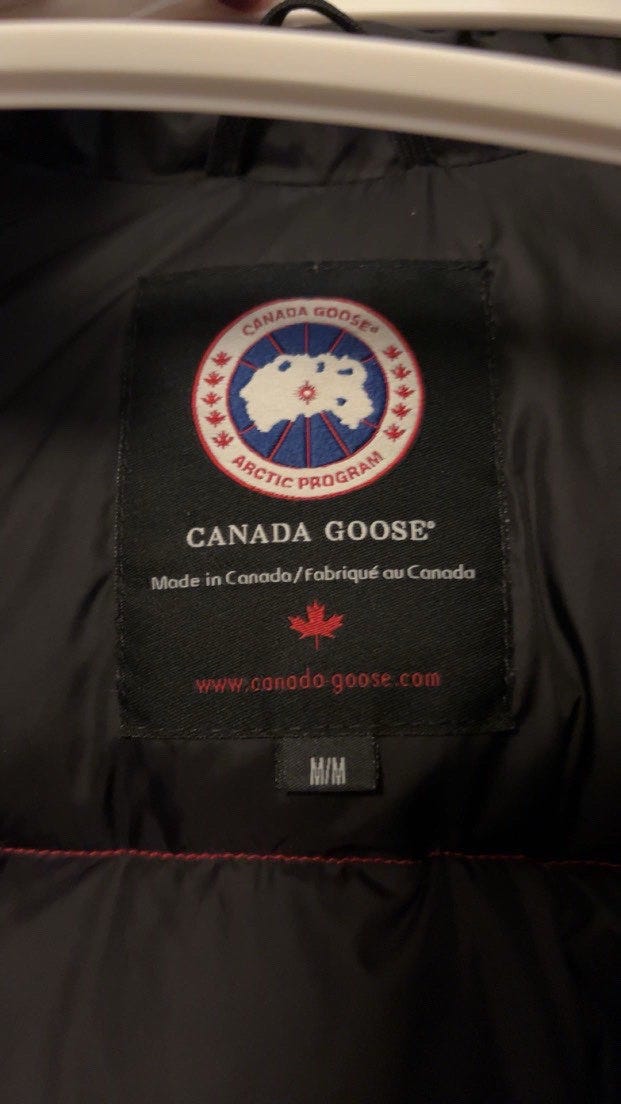 CANADA GOOSE®
ARCTIC PROGRAM
CANADA GOOSE®
Made in Canada/Fabriqué au Canada
www.canada-goose.com
M/M